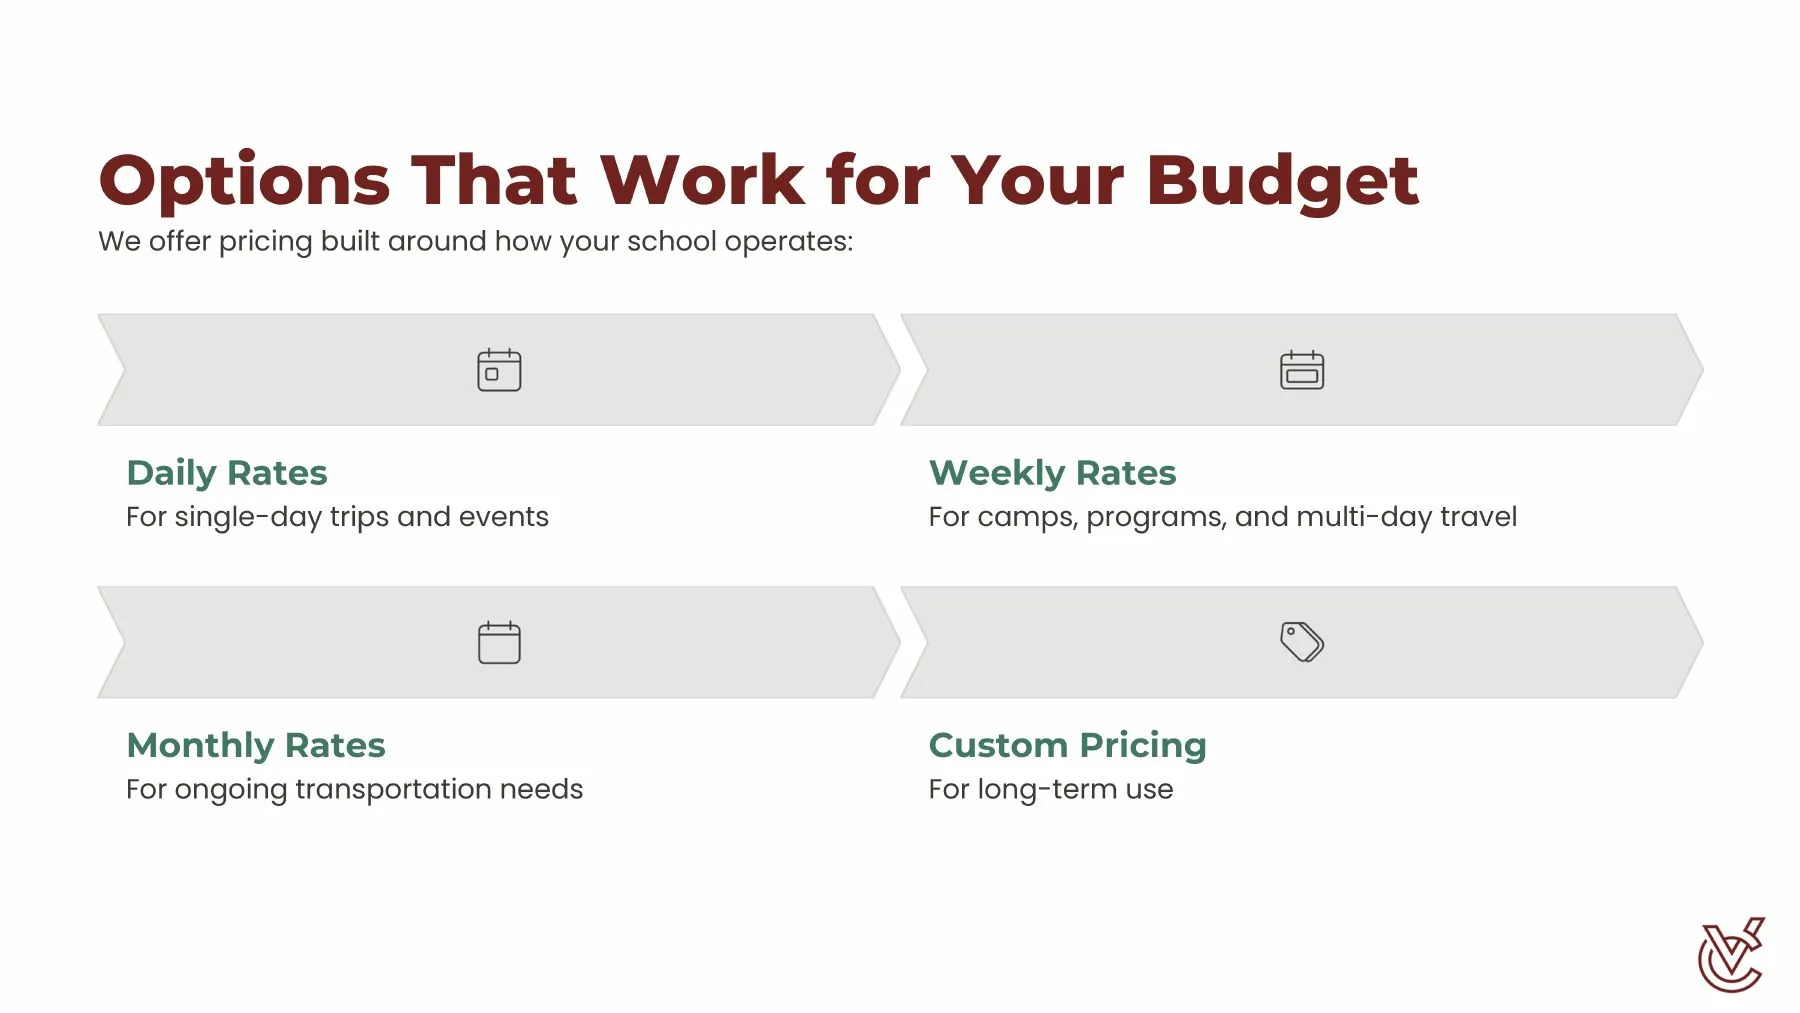 Options That Work for Your Budget
We offer pricing built around how your school operates:
Daily Rates
For single-day trips and events
Weekly Rates
For camps, programs, and multi-day travel
Monthly Rates
For ongoing transportation needs
Custom Pricing
For long-term use
VC